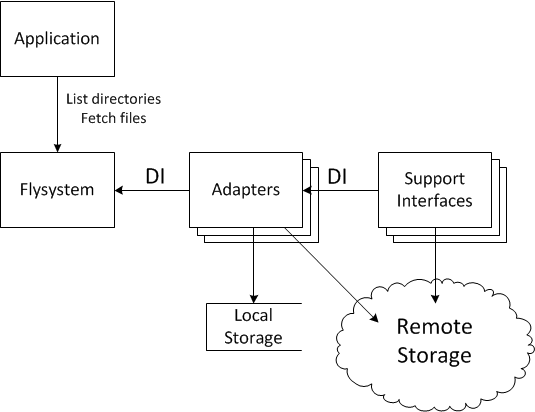 Application
List directories
Fetch files
Flysystem
DI
Adapters
DI
Support
Interfaces
Local
Storage
Remote
Storage